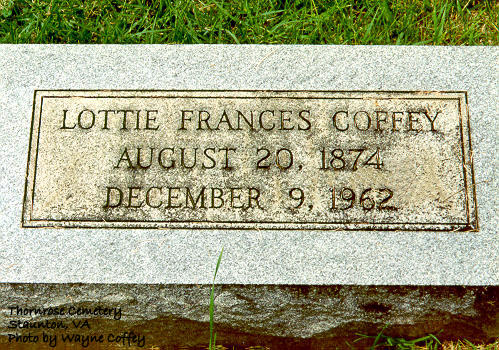 LOTTIE FRANCES COFFEY
AUGUST 20, 1874
DECEMBER 9, 1962
Thornrose Cemetery
Staunton, VA
Photo by Wayne Coffey